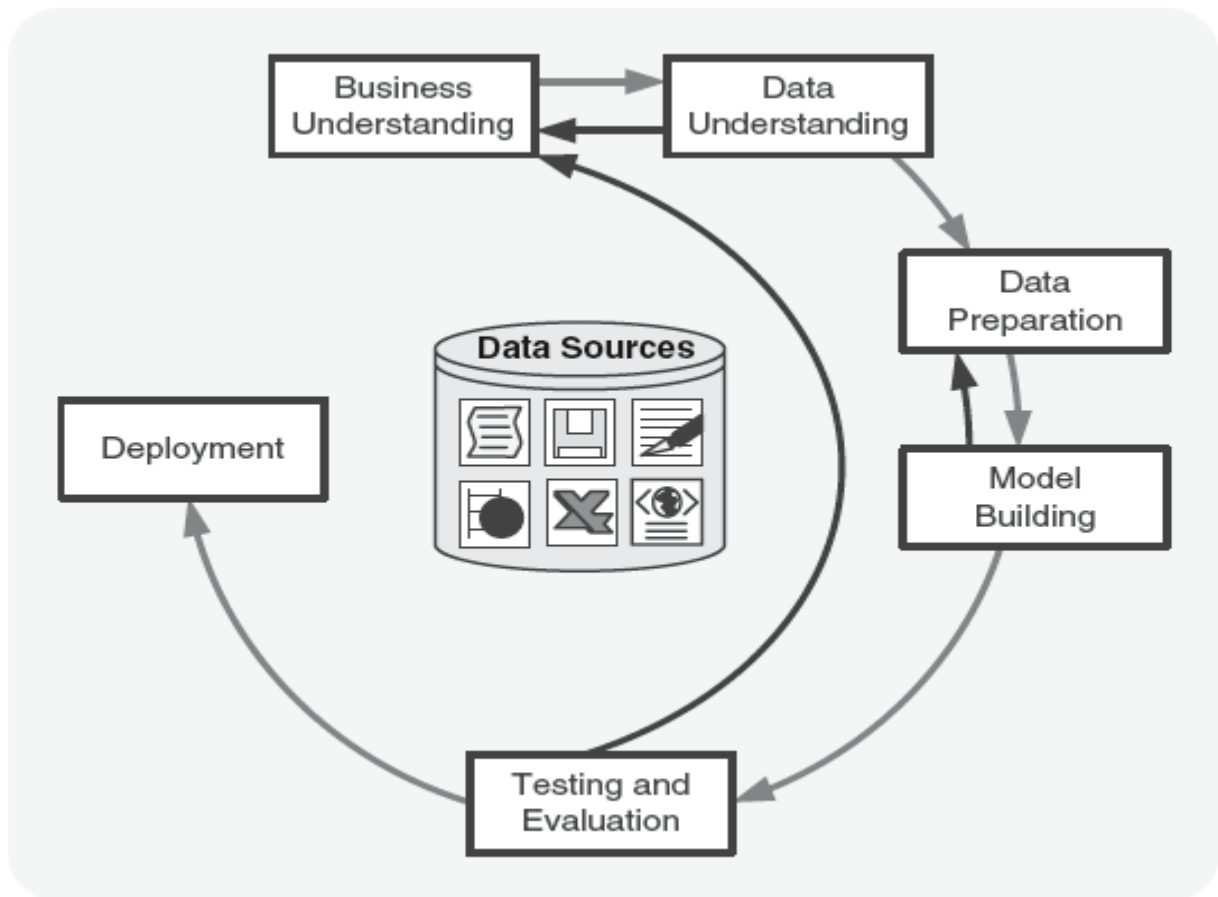 Business
Understanding
Data
Understanding
Data
Preparation
Data Sources
Deployment
Model
Building
Testing and
Evaluation